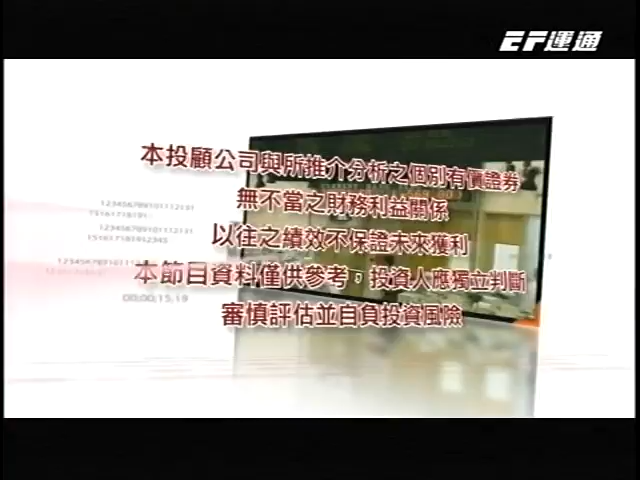 EF運通
本投顧公司與所推介分析之個別有價證券
無不當之財務利益關係
以往之績效不保證未來獲利
本節目資料僅供參考，投資人應獨立判斷
審慎評估並自負投資風險
00;00;15,19